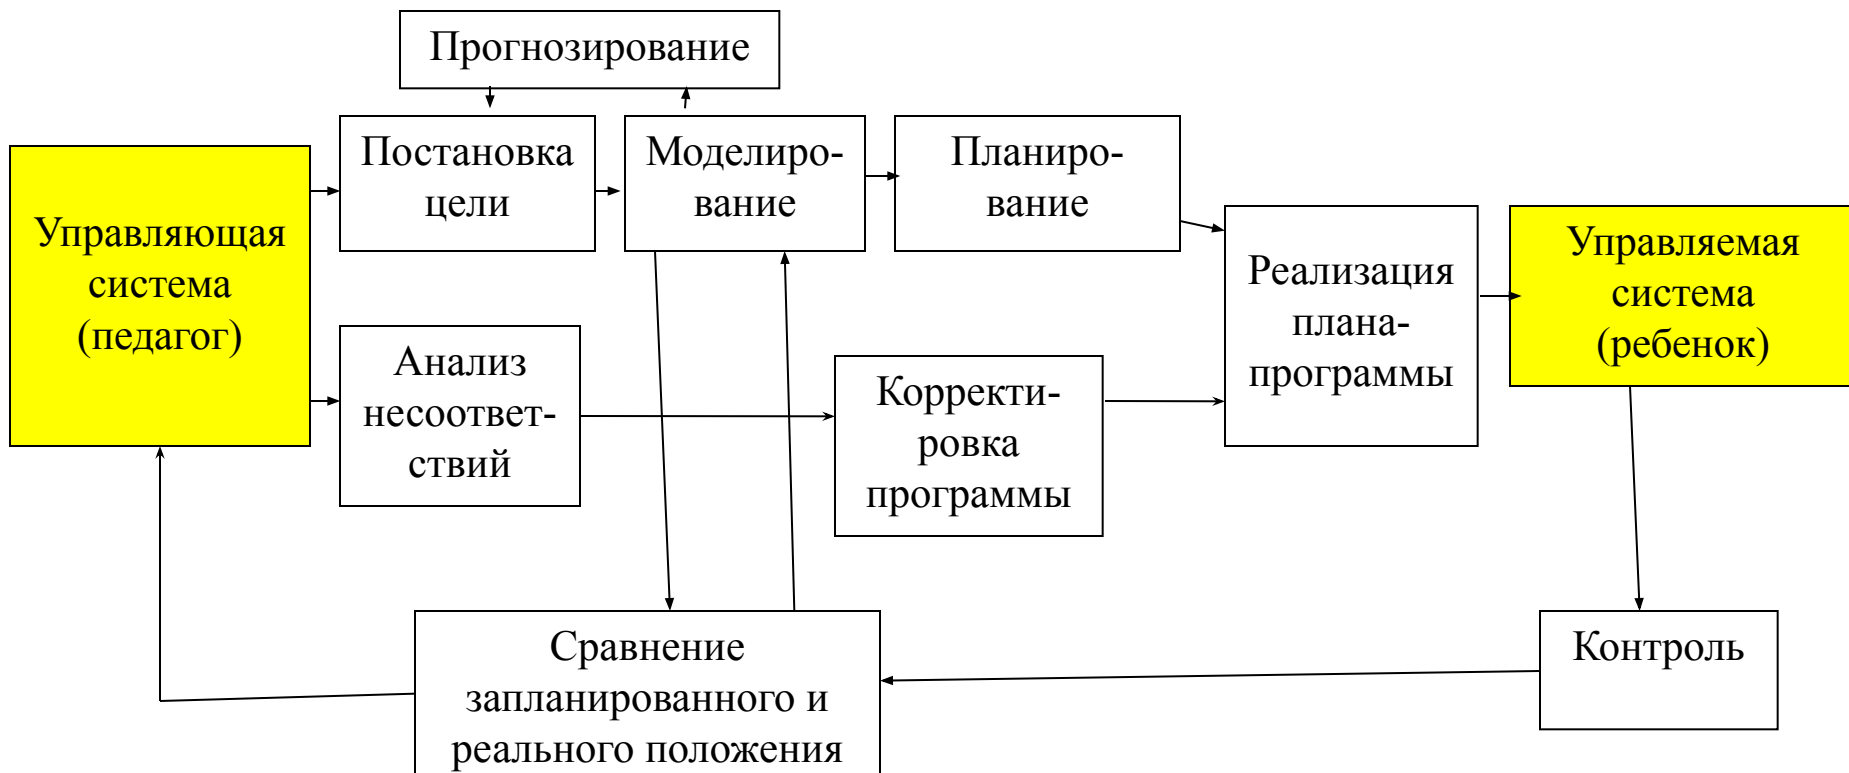 Прогнозирование
Постановка
цели
Моделиро-
вание
Планиро-
вание
Управляющая
система
(педагог)
Реализация
плана-
программы
Управляемая
система
(ребенок)
Анализ
несоответ-
ствий
Корректи-
ровка
программы
Сравнение
запланированного и
реального положения
Контроль